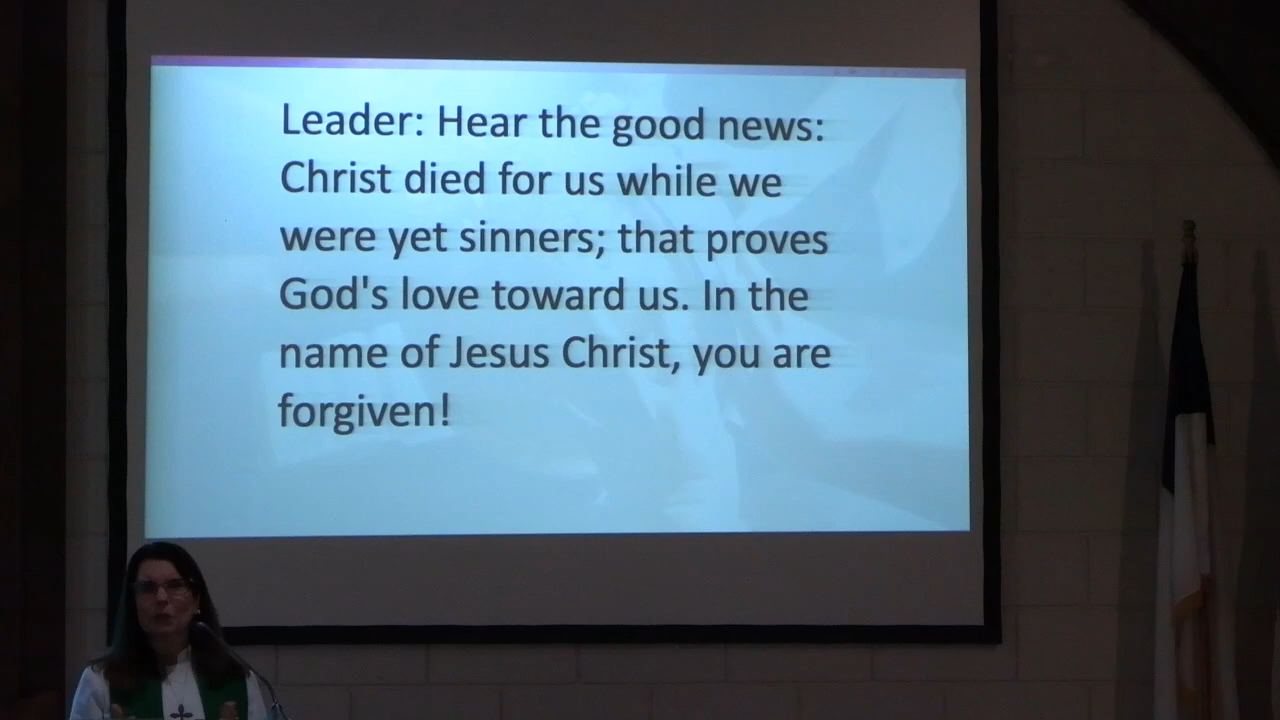 Leader: Hear the good news:
Christ died for us while we
were yet sinners; that proves
God's love toward us. In the
name of Jesus Christ, you are
forgiven!